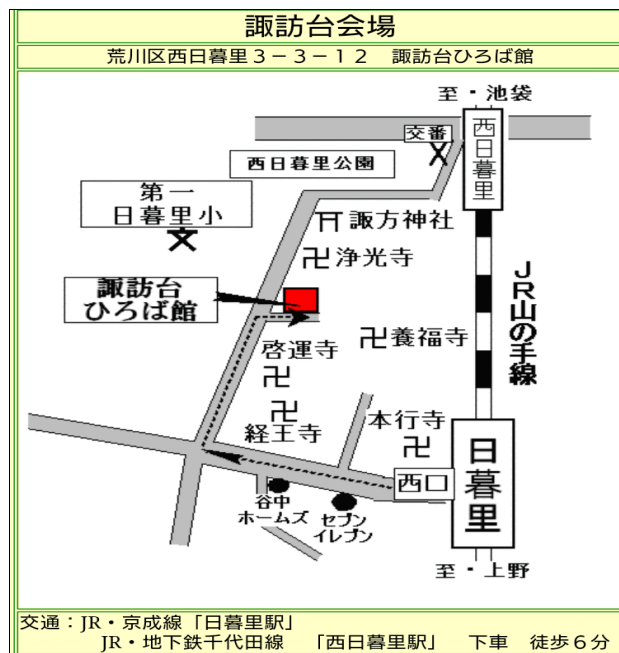 諏訪台会場
荒川区西日暮里３－３－１２　諏訪台ひろば館
至・池袋
交番
西日暮里
西日暮里公園
第一
日暮里小
文
諏方神社
卍浄光寺
諏訪台
ひろば館
JR山の手線
卍養福寺
啓運寺
卍
卍
経王寺
本行寺
卍
西口
日暮里
谷中
ホームズ
セブン
イレブン
至・上野
交通：JR・京成線「日暮里駅」
JR・地下鉄千代田線　「西日暮里駅」　下車　徒歩６分